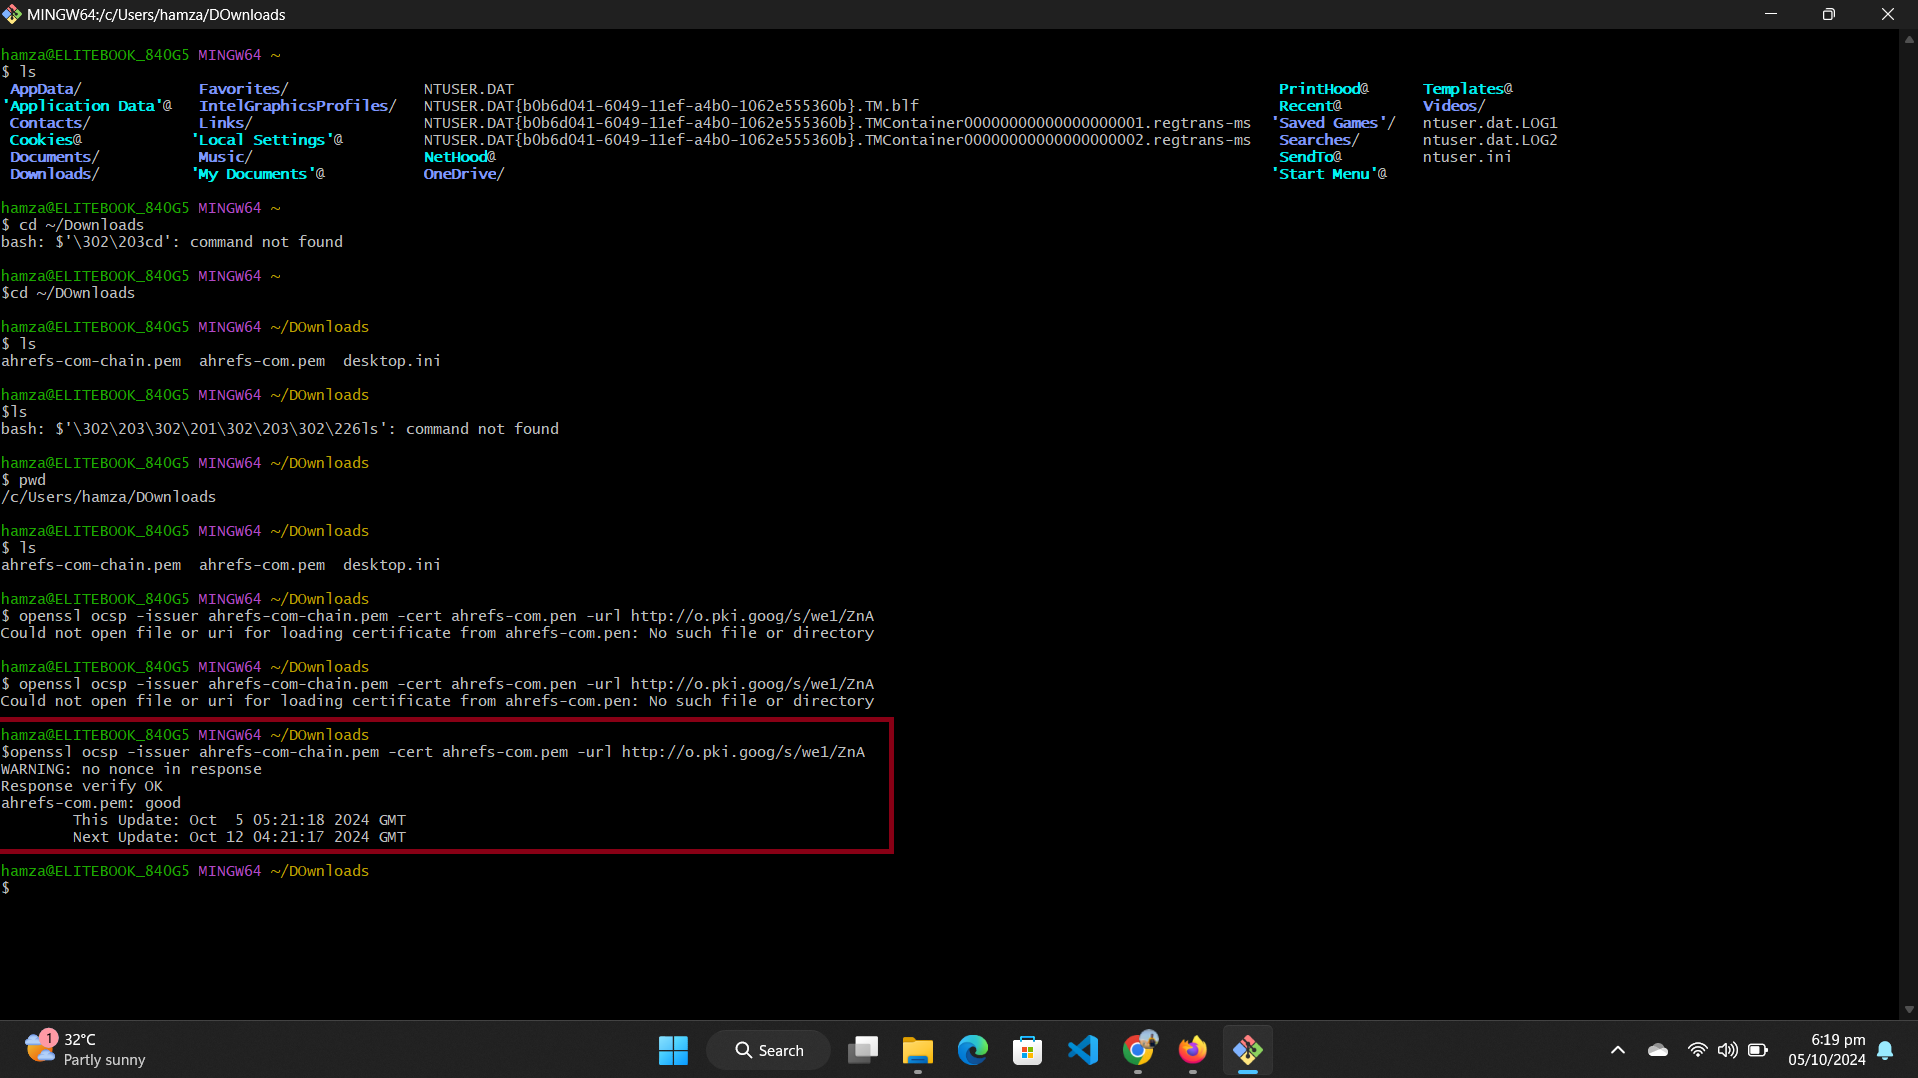 MINGW64:/c/Users/hamza/DOwnloads
hamza@ELITEBOOK_840G5 MINGW64 ~
$ ls
AppData/ Favorites/ NTUSER.DAT PrintHood@ Templates@
'Application Data'@ IntelGraphicsProfiles/ NTUSER.DAT{b0b6d041-6049-11ef-a4b0-1062e555360b}.TM.blf Recent@ Videos/
Contacts/ Links/ NTUSER.DAT{b0b6d041-6049-11ef-a4b0-1062e555360b}.TMContainer00000000000000000001.regtrans-ms 'Saved Games'/ ntuser.dat.LOG1
Cookies@ 'Local Settings'@ NTUSER.DAT{b0b6d041-6049-11ef-a4b0-1062e555360b}.TMContainer00000000000000000002.regtrans-ms Searches/ ntuser.dat.LOG2
Documents/ Music/ NetHood@ SendTo@ ntuser.ini
Downloads/ 'My Documents'@ OneDrive/ 'Start Menu'@
hamza@ELITEBOOK_840G5 MINGW64 ~
$ cd ~/Downloads
bash: $'\302\203cd': command not found
hamza@ELITEBOOK_840G5 MINGW64 ~
$cd ~/DOwnloads
hamza@ELITEBOOK_840G5 MINGW64 ~/DOwnloads
$ ls
ahrefs-com-chain.pem ahrefs-com.pem desktop.ini
hamza@ELITEBOOK_840G5 MINGW64 ~/DOwnloads
$ls
bash: $'\302\203\302\201\302\203\302\226ls': command not found
hamza@ELITEBOOK_840G5 MINGW64 ~/DOwnloads
$ pwd
/c/Users/hamza/DOwnloads
hamza@ELITEBOOK_840G5 MINGW64 ~/DOwnloads
$ ls
ahrefs-com-chain.pem ahrefs-com.pem desktop.ini
hamza@ELITEBOOK_840G5 MINGW64 ~/DOwnloads
$ openssl ocsp -issuer ahrefs-com-chain.pem -cert ahrefs-com.pen -url http://o.pki.goog/s/we1/ZnA
Could not open file or uri for loading certificate from ahrefs-com.pen: No such file or directory
hamza@ELITEBOOK_840G5 MINGW64 ~/DOwnloads
$ openssl ocsp -issuer ahrefs-com-chain.pem -cert ahrefs-com.pen -url http://o.pki.goog/s/we1/ZnA
Could not open file or uri for loading certificate from ahrefs-com.pen: No such file or directory
hamza@ELITEBOOK_840G5 MINGW64 ~/DOwnloads
$openssl ocsp -issuer ahrefs-com-chain.pem -cert ahrefs-com.pem -url http://o.pki.goog/s/we1/ZnA
WARNING: no nonce in response
Response verify OK
ahrefs-com.pem: good
This Update: Oct 5 05:21:18 2024 GMT
Next Update: Oct 12 04:21:17 2024 GMT
hamza@ELITEBOOK_840G5 MINGW64 ~/DOwnloads
$
1
32°C
Partly sunny
Search
6:19 pm
05/10/2024